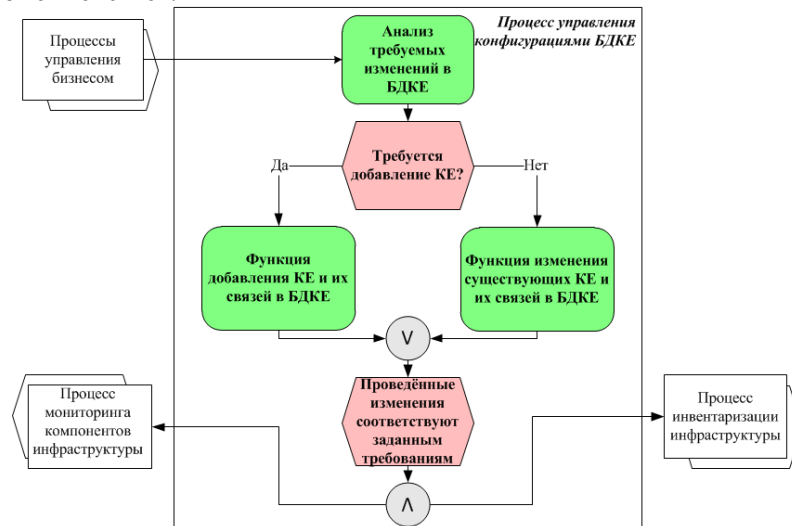 Процесс управления
конфигурациями БДКЕ
Процессы
управления
бизнесом
Анализ
требуемых
изменений в
БДКЕ
Требуется
добавление КЕ?
Да
Нет
Функция
добавления КЕ и их
связей в БДКЕ
Функция изменения
существующих КЕ и
их связей в БДКЕ
V
Проведённые
изменения
соответствуют
заданным
требованиям
Процесс
мониторинга
компонентов
инфраструктуры
Процесс
инвентаризации
инфраструктуры
Λ